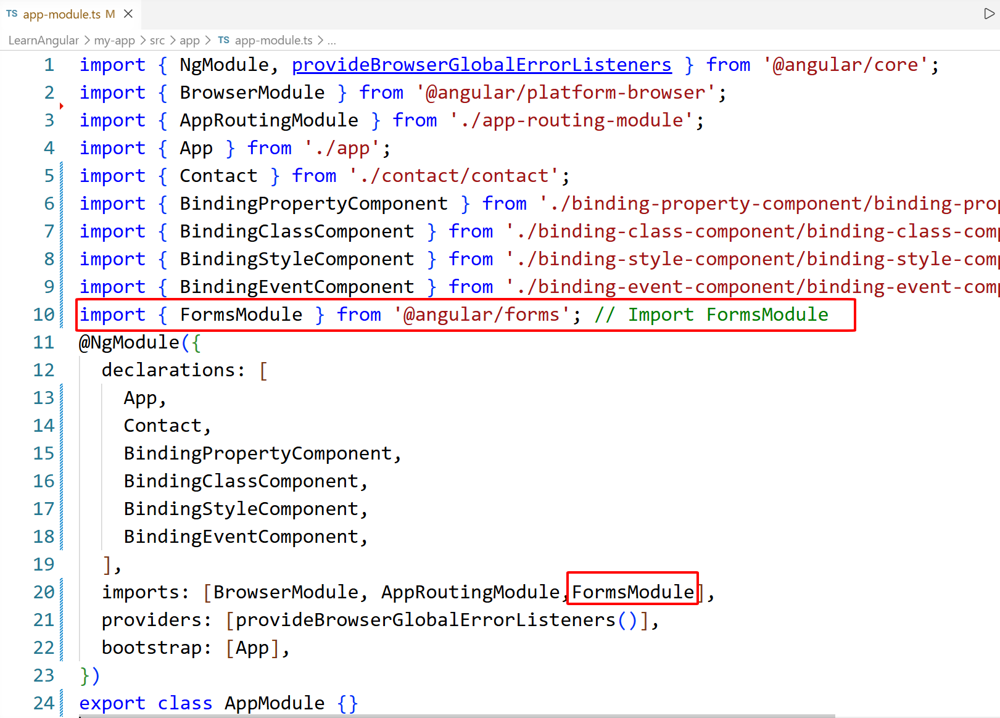 TS app-module.ts M
LearnAngular > my-app > src > app > TS app-module.ts > ...
1 import { NgModule, provideBrowserGlobalErrorListeners } from '@angular/core';
2 import { BrowserModule } from '@angular/platform-browser';
3 import { AppRoutingModule } from './app-routing-module';
4 import { App } from './app';
5 import { Contact } from './contact/contact';
6 import { BindingPropertyComponent } from './binding-property-component/binding-prop
7 import { BindingClassComponent } from './binding-class-component/binding-class-comp
8 import { BindingStyleComponent } from './binding-style-component/binding-style-comp
9 import { BindingEventComponent } from './binding-event-component/binding-event-comp
10 import { FormsModule } from '@angular/forms'; // Import FormsModule
11 @NgModule({
12 declarations: [
13 App,
14 Contact,
15 BindingPropertyComponent,
16 BindingClassComponent,
17 BindingStyleComponent,
18 BindingEventComponent,
19 ],
20 imports: [BrowserModule, AppRoutingModule,FormsModule],
21 providers: [provideBrowserGlobalErrorListeners()],
22 bootstrap: [App],
23 })
24 export class AppModule {}